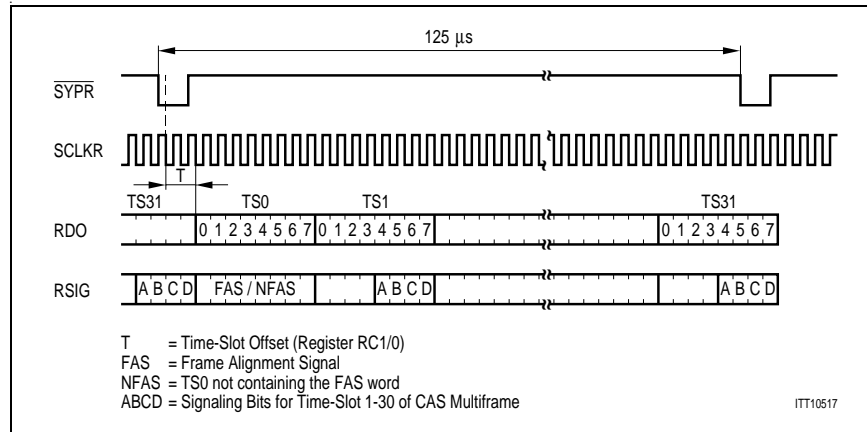 125 µs
SYPR
SCLKR
T
TS31 TS0 TS1 TS31
RDO 0 1 2 3 4 5 6 7 0 1 2 3 4 5 6 7 0 1 2 3 4 5 6 7
RSIG A B C D FAS / NFAS A B C D A B C D
T = Time-Slot Offset (Register RC1/0)
FAS = Frame Alignment Signal
NFAS = TS0 not containing the FAS word
ABCD = Signaling Bits for Time-Slot 1-30 of CAS Multiframe
ITT10517